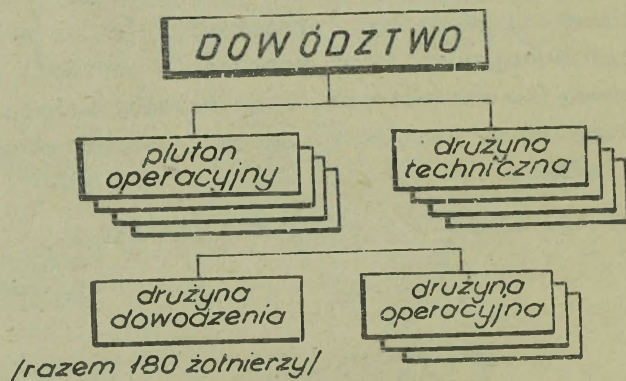 DOWÓDZTWO
pluton
operacyjny
drużyna
techniczna
drużyna
dowodzenia
drużyna
operacyjna
/razem 180 żołnierzy/